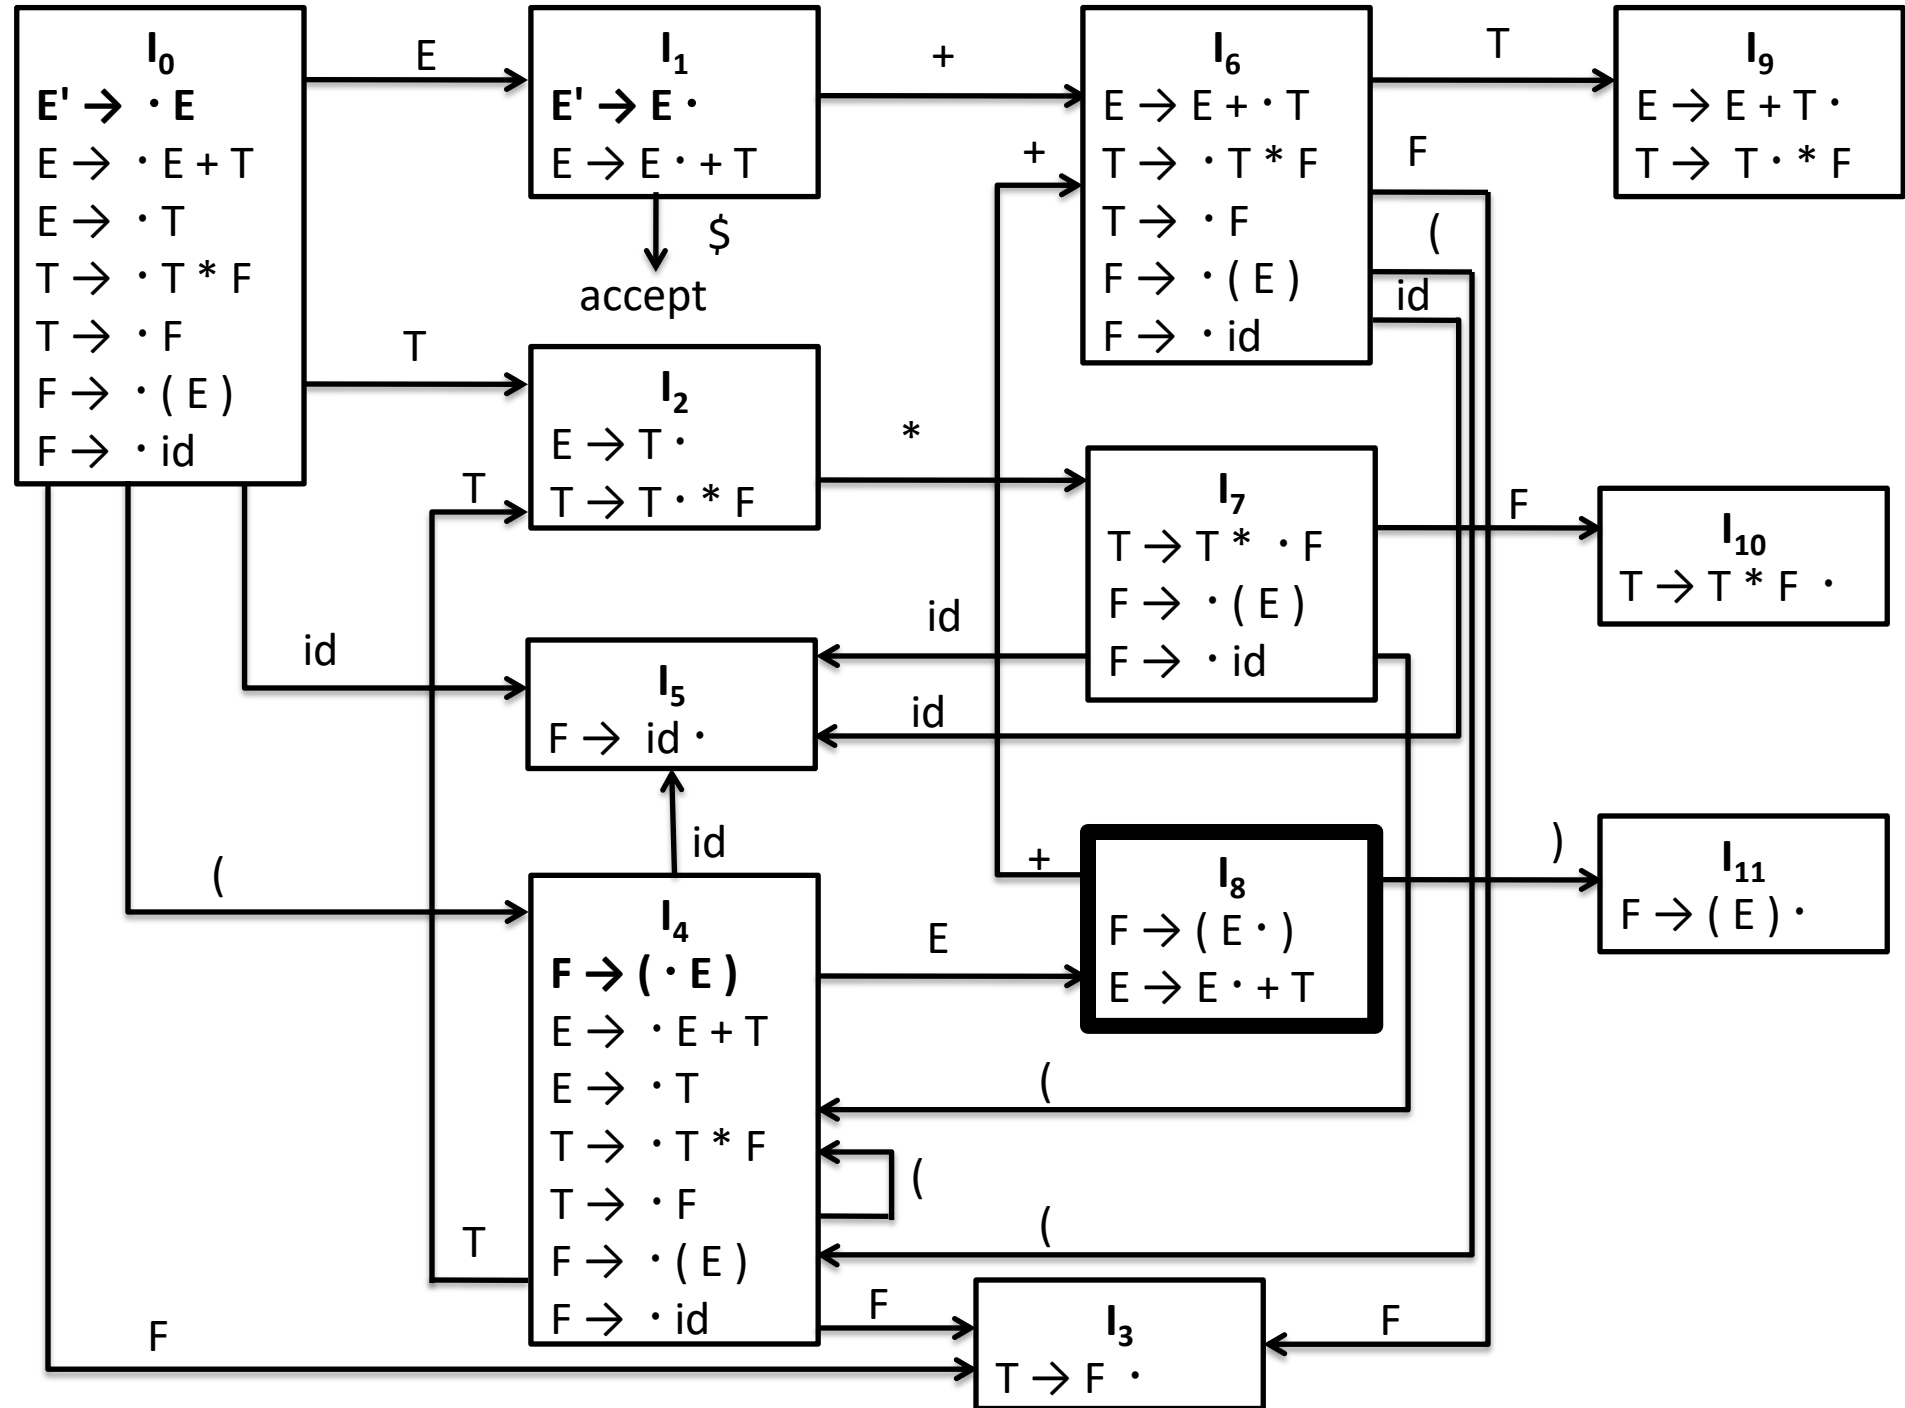 I₀
E' → · E
E → · E + T
E → · T
T → · T * F
T → · F
F → · ( E )
F → · id
E
I₁
E' → E ·
E → E · + T
$
accept
+
+
I₆
E → E + · T
T → · T * F
T → · F
F → · ( E )
F → · id
T
F
(
id
I₉
E → E + T ·
T → T · * F
T
I₂
E → T ·
T → T · * F
T
*
I₇
T → T * · F
F → · ( E )
F → · id
F
I₁₀
T → T * F ·
id
id
id
I₅
F → id ·
id
(
I₄
F → ( · E )
E → · E + T
E → · T
T → · T * F
T → · F
F → · ( E )
F → · id
E
+
I₈
F → ( E · )
E → E · + T
)
I₁₁
F → ( E ) ·
(
(
(
T
F
F
F
I₃
T → F ·